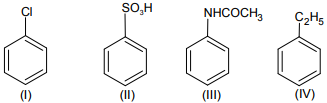 Cl SO₃H NHCOCH₃ C₂H₅
(I) (II) (III) (IV)